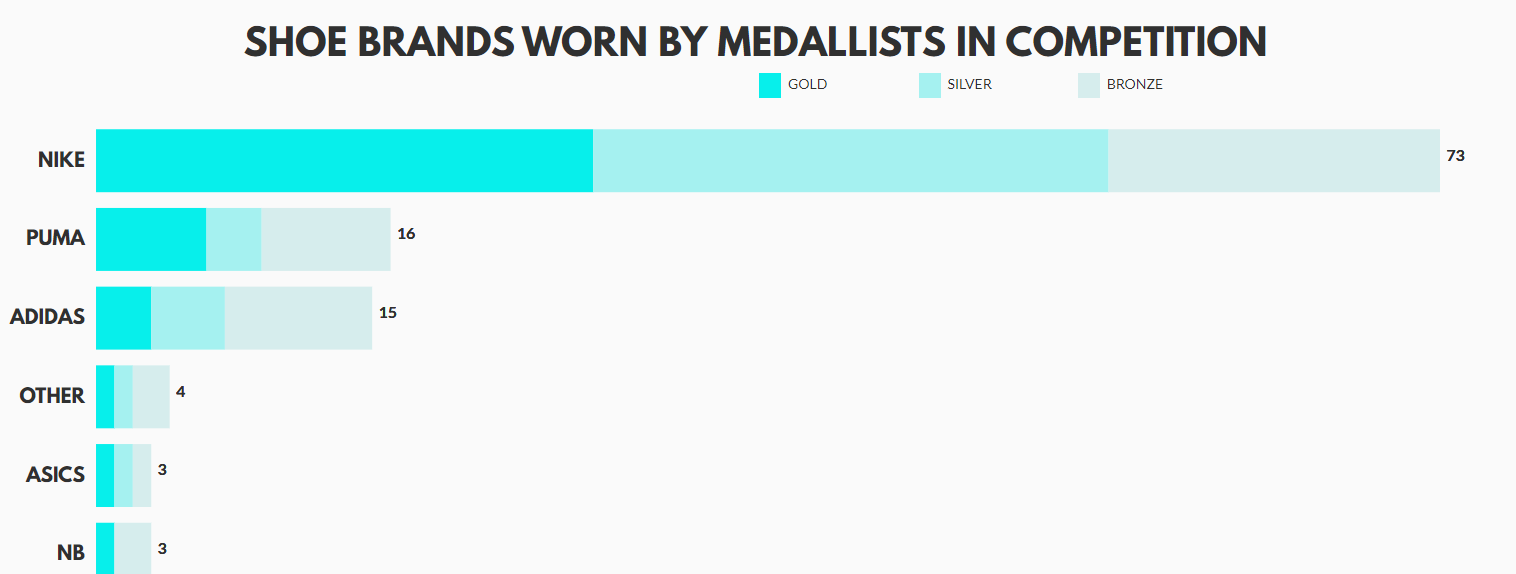 SHOE BRANDS WORN BY MEDALLISTS IN COMPETITION
GOLD SILVER BRONZE
NIKE 73
PUMA 16
ADIDAS 15
OTHER 4
ASICS 3
NB 3